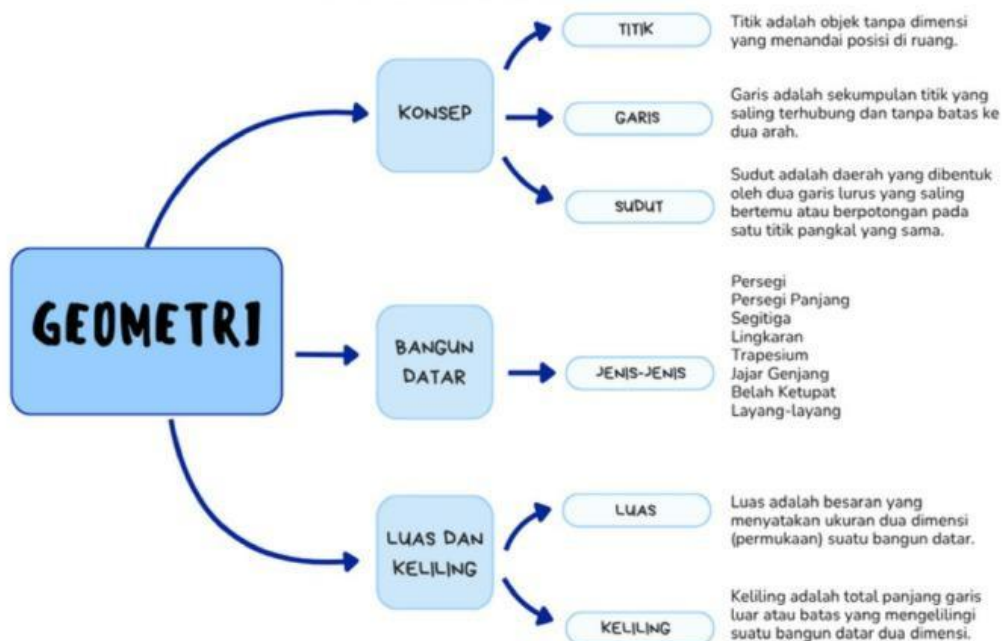 GEOMETRI
KONSEP
TITIK
Titik adalah objek tanpa dimensi
yang menandai posisi di ruang.
GARIS
Garis adalah sekumpulan titik yang
saling terhubung dan tanpa batas ke
dua arah.
SUDUT
Sudut adalah daerah yang dibentuk
oleh dua garis lurus yang saling
bertemu atau berpotongan pada
satu titik pangkal yang sama.
BANGUN
DATAR
JENIS-JENIS
Persegi
Persegi Panjang
Segitiga
Lingkaran
Trapesium
Jajar Genjang
Belah Ketupat
Layang-layang
LUAS DAN
KELILING
LUAS
Luas adalah besaran yang
menyatakan ukuran dua dimensi
(permukaan) suatu bangun datar.
KELILING
Keliling adalah total panjang garis
luar atau batas yang mengelilingi
suatu bangun datar dua dimensi.